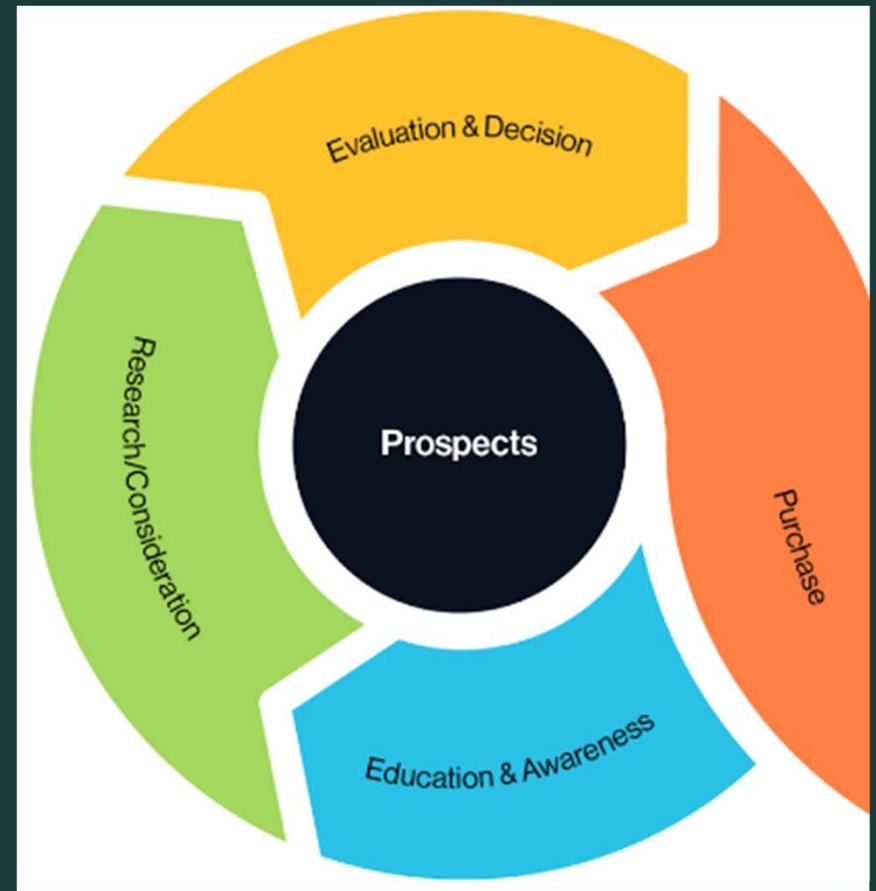 Evaluation & Decision
Prospects
Research/Consideration
Purchase
Education & Awareness